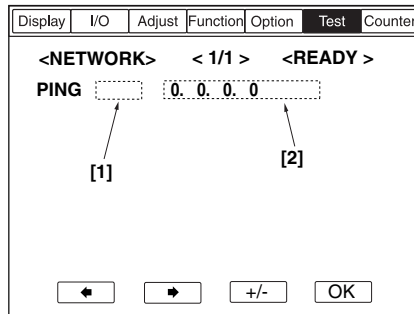 Display I/O Adjust Function Option Test Counter
<NETWORK> < 1/1 > <READY >
PING 0. 0. 0. 0
[1] [2]
+/- OK